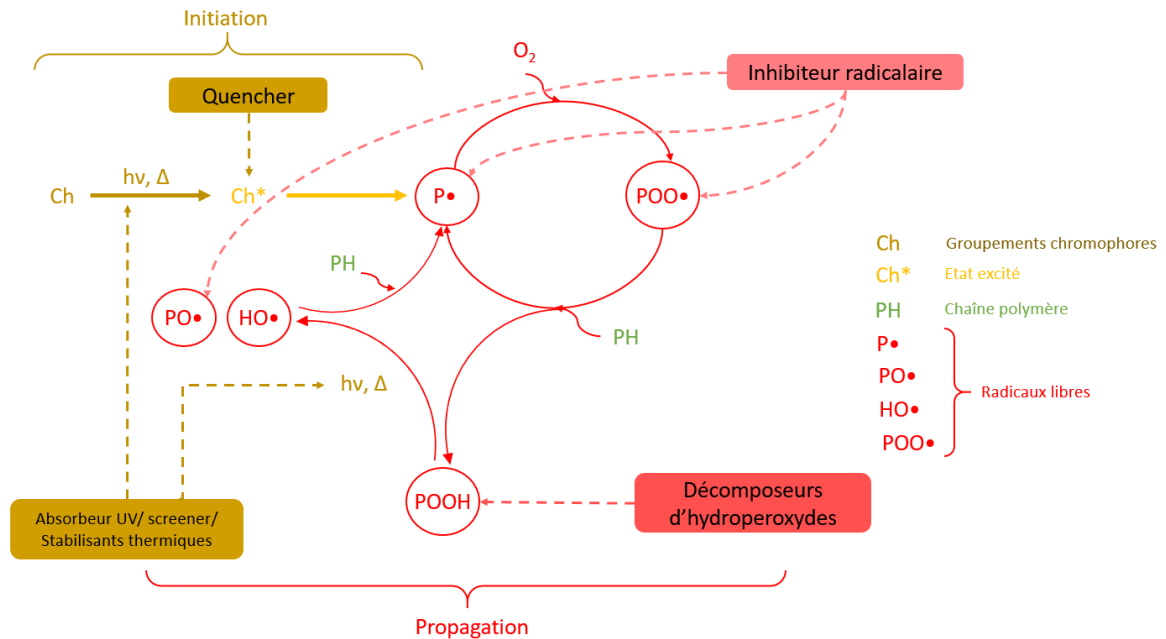 Initiation
O₂
Inhibiteur radicalaire
Quencher
hν, Δ
Ch
Ch*
P•
POO•
PH
PO•
HO•
PH
hν, Δ
POOH
Absorbeur UV/ screener/
Stabilisants thermiques
Décomposeurs
d'hydroperoxydes
Propagation
Ch Groupements chromophores
Ch* Etat excité
PH Chaîne polymère
P•
PO•
Radicaux libres
HO•
POO•